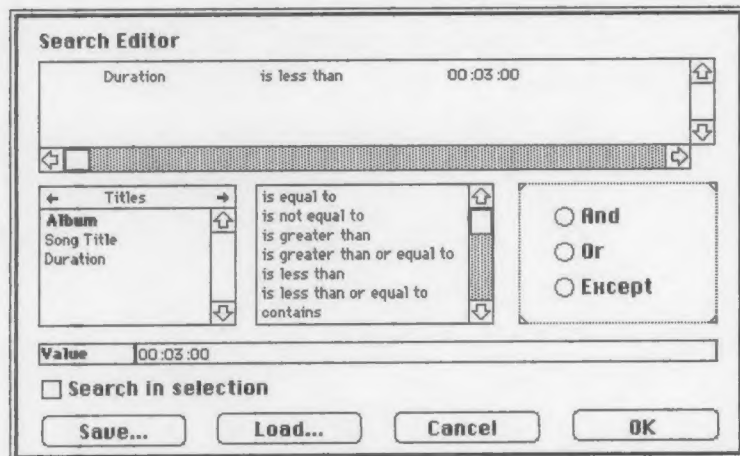 Search Editor
Duration is less than 00:03:00
Titles
Album
Song Title
Duration
is equal to
is not equal to
is greater than
is greater than or equal to
is less than
is less than or equal to
contains
And
Or
Except
Value 00:03:00
Search in selection
Save... Load... Cancel OK